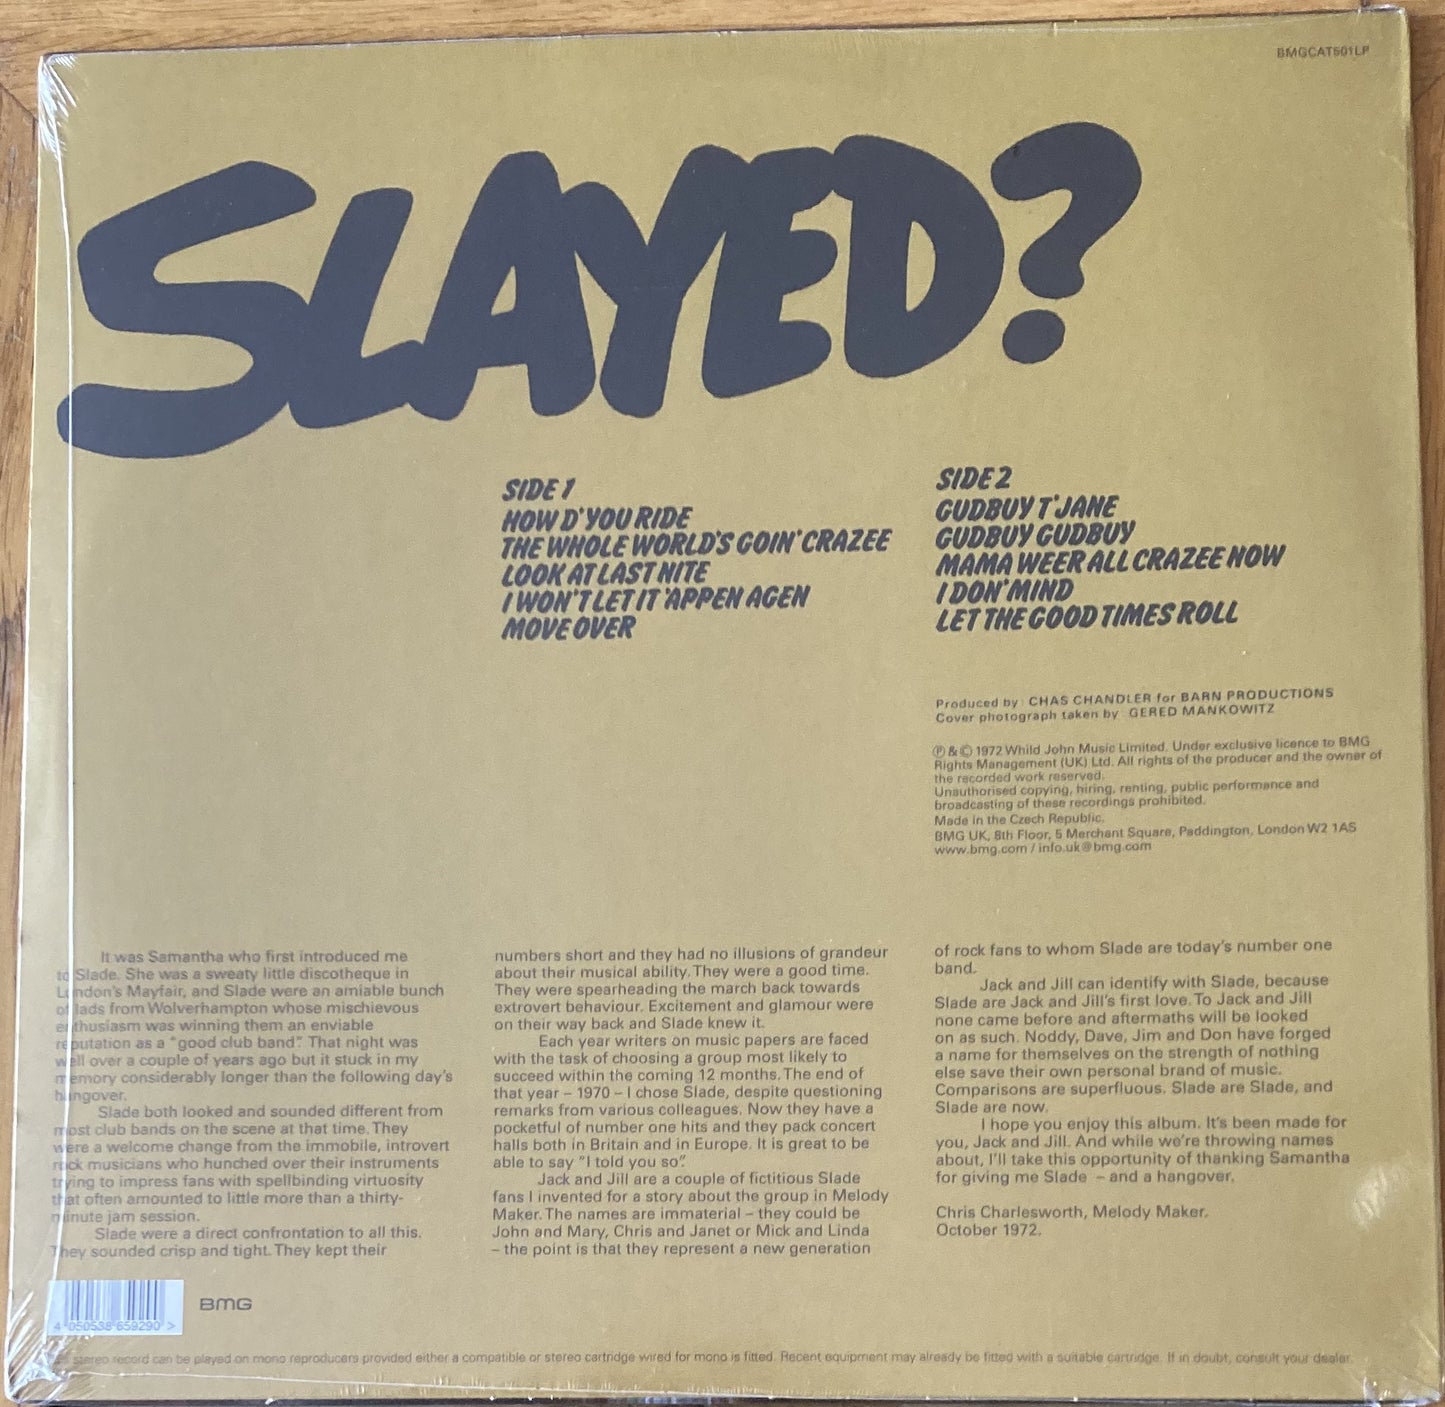 BMGCAT501LP
SLAYED?
SIDE 1
HOW D'YOU RIDE
THE WHOLE WORLD'S GOIN' CRAZEE
LOOK AT LAST NITE
I WON'T LET IT 'APPEN AGEN
MOVE OVER
SIDE 2
GUDBUY T'JANE
GUDBUY GUDBUY
MAMA WEER ALL CRAZEE NOW
I DON' MIND
LET THE GOOD TIMES ROLL
Produced by: CHAS CHANDLER for BARN PRODUCTIONS
Cover photograph taken by: GERED MANKOWITZ
℗ & © 1972 Whild John Music Limited. Under exclusive licence to BMG
Rights Management (UK) Ltd. All rights of the producer and the owner of
the recorded work reserved.
Unauthorised copying, hiring, renting, public performance and
broadcasting of these recordings prohibited.
Made in the Czech Republic.
BMG UK, 8th Floor, 5 Merchant Square, Paddington, London W2 1AS
www.bmg.com / info.uk@bmg.com
It was Samantha who first introduced me
to Slade. She was a sweaty little discotheque in
London's Mayfair, and Slade were an amiable bunch
of lads from Wolverhampton whose mischievous
enthusiasm was winning them an enviable
reputation as a "good club band". That night was
well over a couple of years ago but it stuck in my
memory considerably longer than the following day's
hangover.
Slade both looked and sounded different from
most club bands on the scene at that time. They
were a welcome change from the immobile, introvert
rock musicians who hunched over their instruments
trying to impress fans with spellbinding virtuosity
that often amounted to little more than a thirty-
minute jam session.
Slade were a direct confrontation to all this.
They sounded crisp and tight. They kept their
numbers short and they had no illusions of grandeur
about their musical ability. They were a good time.
They were spearheading the march back towards
extrovert behaviour. Excitement and glamour were
on their way back and Slade knew it.
Each year writers on music papers are faced
with the task of choosing a group most likely to
succeed within the coming 12 months. The end of
that year – 1970 – I chose Slade, despite questioning
remarks from various colleagues. Now they have a
pocketful of number one hits and they pack concert
halls both in Britain and in Europe. It is great to be
able to say "I told you so".
Jack and Jill are a couple of fictitious Slade
fans I invented for a story about the group in Melody
Maker. The names are immaterial – they could be
John and Mary, Chris and Janet or Mick and Linda
– the point is that they represent a new generation
of rock fans to whom Slade are today's number one
band.
Jack and Jill can identify with Slade, because
Slade are Jack and Jill's first love. To Jack and Jill
none came before and aftermaths will be looked
on as such. Noddy, Dave, Jim and Don have forged
a name for themselves on the strength of nothing
else save their own personal brand of music.
Comparisons are superfluous. Slade are Slade, and
Slade are now.
I hope you enjoy this album. It's been made for
you, Jack and Jill. And while we're throwing names
about, I'll take this opportunity of thanking Samantha
for giving me Slade – and a hangover.
Chris Charlesworth, Melody Maker.
October 1972.
4 050538 659290 >
BMG
stereo record can be played on mono reproducers provided either a compatible or stereo cartridge wired for mono is fitted. Recent equipment may already be fitted with a suitable cartridge. If in doubt, consult your dealer.